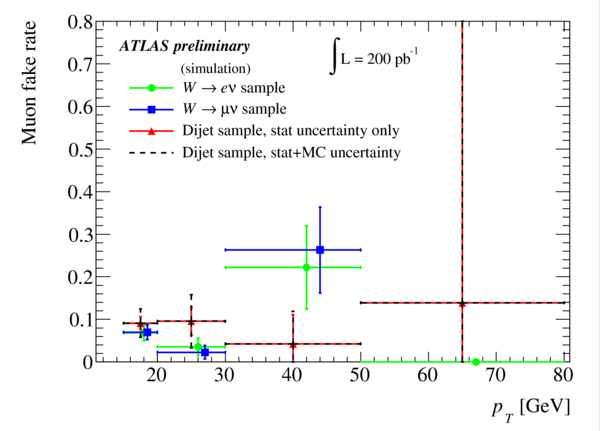 Muon fake rate
0.8
0.7
0.6
0.5
0.4
0.3
0.2
0.1
0
ATLAS preliminary
(simulation)
∫L = 200 pb⁻¹
W → eν sample
W → μν sample
Dijet sample, stat uncertainty only
Dijet sample, stat+MC uncertainty
20 30 40 50 60 70 80
p_T [GeV]